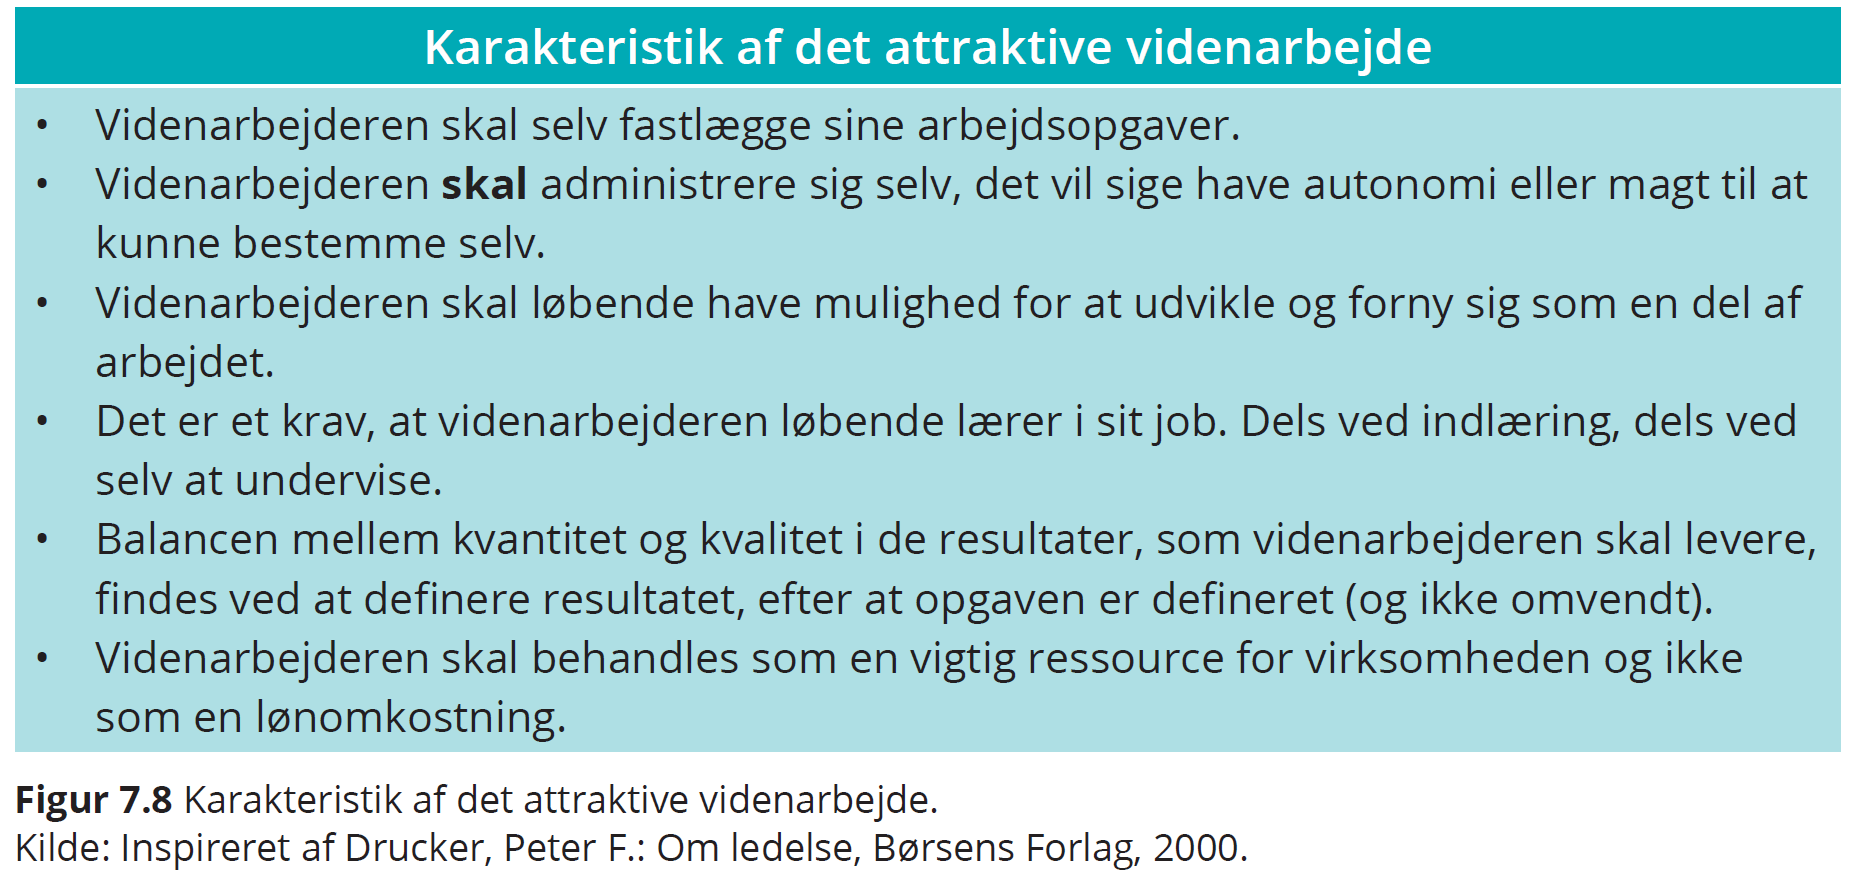 Karakteristik af det attraktive videnarbejde
• Videnarbejderen skal selv fastlægge sine arbejdsopgaver.
• Videnarbejderen skal administrere sig selv, det vil sige have autonomi eller magt til at
kunne bestemme selv.
• Videnarbejderen skal løbende have mulighed for at udvikle og forny sig som en del af
arbejdet.
• Det er et krav, at videnarbejderen løbende lærer i sit job. Dels ved indlæring, dels ved
selv at undervise.
• Balancen mellem kvantitet og kvalitet i de resultater, som videnarbejderen skal levere,
findes ved at definere resultatet, efter at opgaven er defineret (og ikke omvendt).
• Videnarbejderen skal behandles som en vigtig ressource for virksomheden og ikke
som en lønomkostning.
Figur 7.8 Karakteristik af det attraktive videnarbejde.
Kilde: Inspireret af Drucker, Peter F.: Om ledelse, Børsens Forlag, 2000.